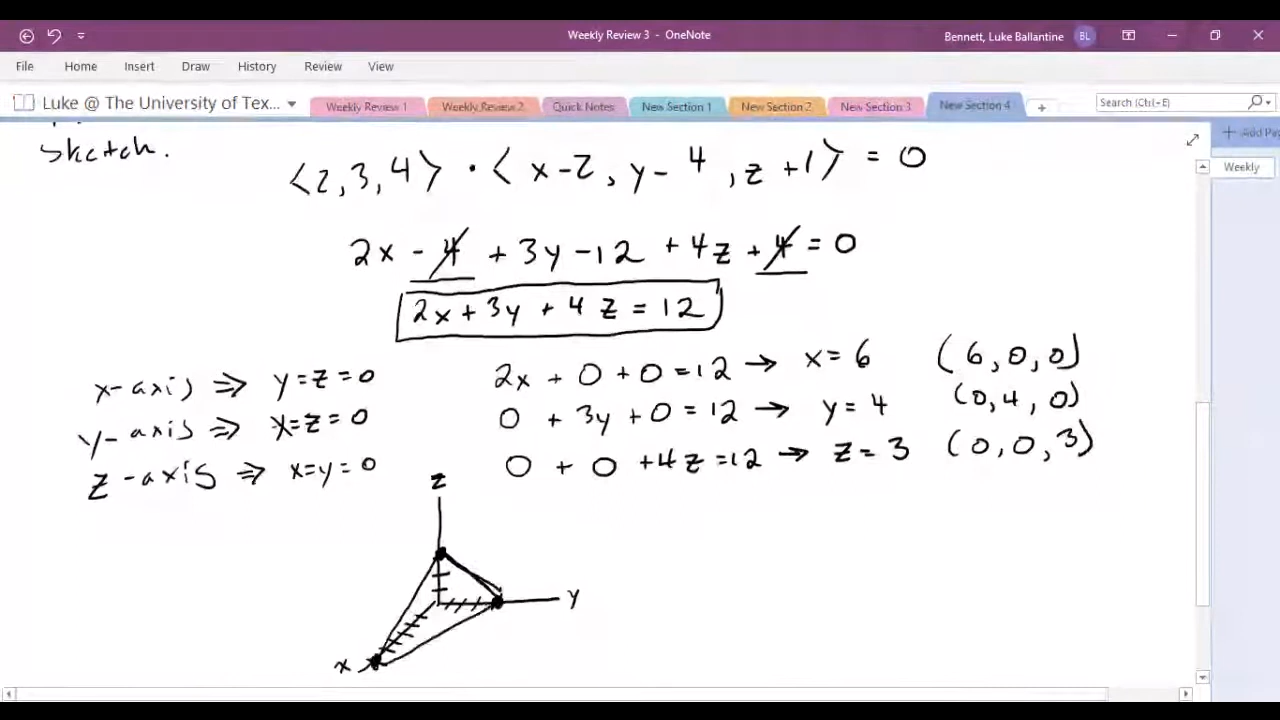 Weekly Review 3 - OneNote
Bennett, Luke Ballantine BL
File Home Insert Draw History Review View
Luke @ The University of Tex... Weekly Review 1 Weekly Review 2 Quick Notes New Section 1 New Section 2 New Section 3 New Section 4 + Search (Ctrl+E)
+ Add Pa
Weekly
Sketch.
⟨2,3,4⟩ · ⟨x-2, y-4, z+1⟩ = 0
2x - 4 + 3y - 12 + 4z + 4 = 0
2x + 3y + 4z = 12
x-axis ⇒ y=z=0 2x + 0 + 0 = 12 → x = 6 (6,0,0)
y-axis ⇒ x=z=0 0 + 3y + 0 = 12 → y = 4 (0,4,0)
z-axis ⇒ x=y=0 0 + 0 + 4z = 12 → z = 3 (0,0,3)
z
y
x